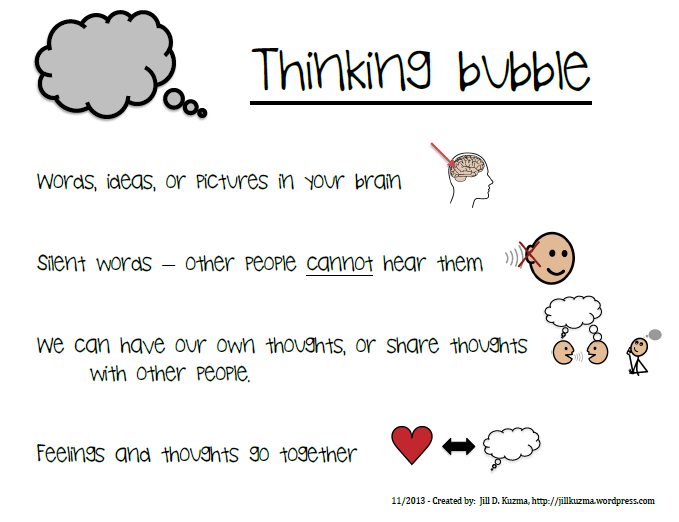 Thinking bubble
Words, ideas, or pictures in your brain
Silent words – other people cannot hear them
We can have our own thoughts, or share thoughts
with other people.
Feelings and thoughts go together
11/2013 - Created by: Jill D. Kuzma, http://jillkuzma.wordpress.com